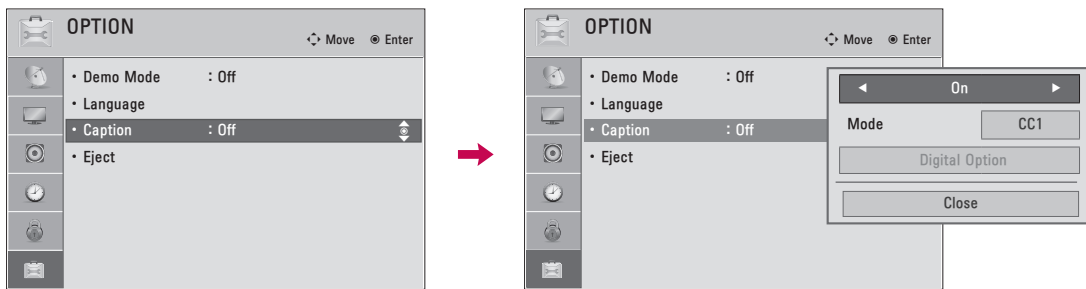 OPTION
Move Enter
• Demo Mode : Off
• Language
• Caption : Off
• Eject
OPTION
Move Enter
• Demo Mode : Off
• Language
• Caption : Off
• Eject
On
Mode CC1
Digital Option
Close